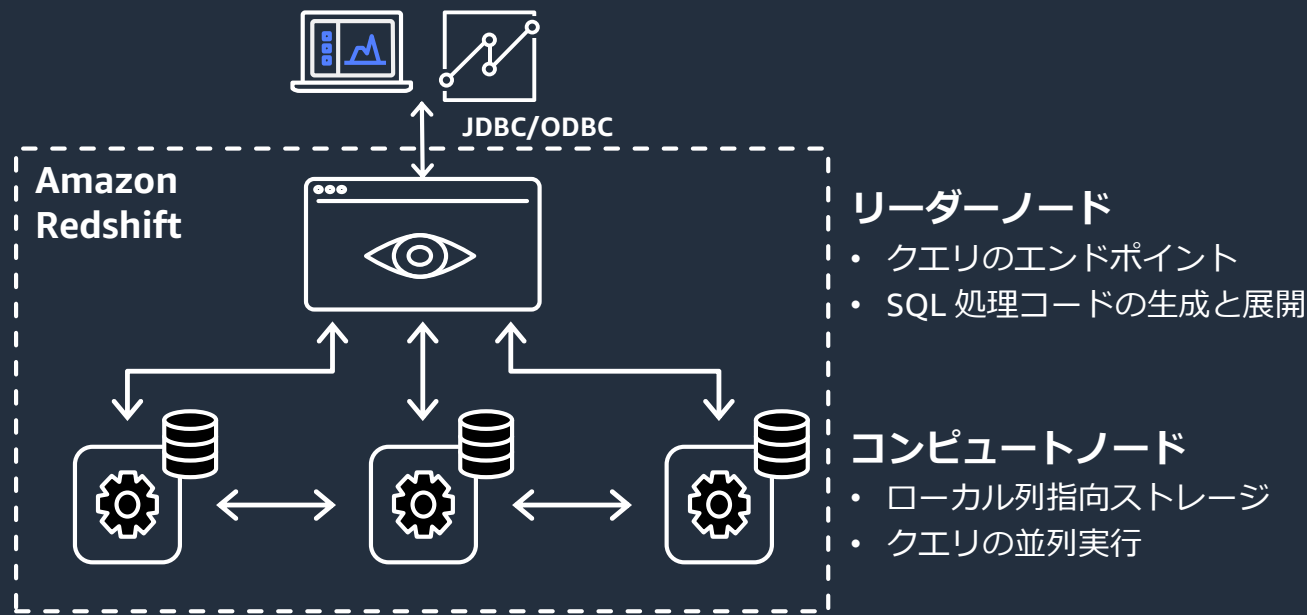 JDBC/ODBC
Amazon
Redshift
リーダーノード
• クエリのエンドポイント
• SQL 処理コードの生成と展開
コンピュートノード
• ローカル列指向ストレージ
• クエリの並列実行